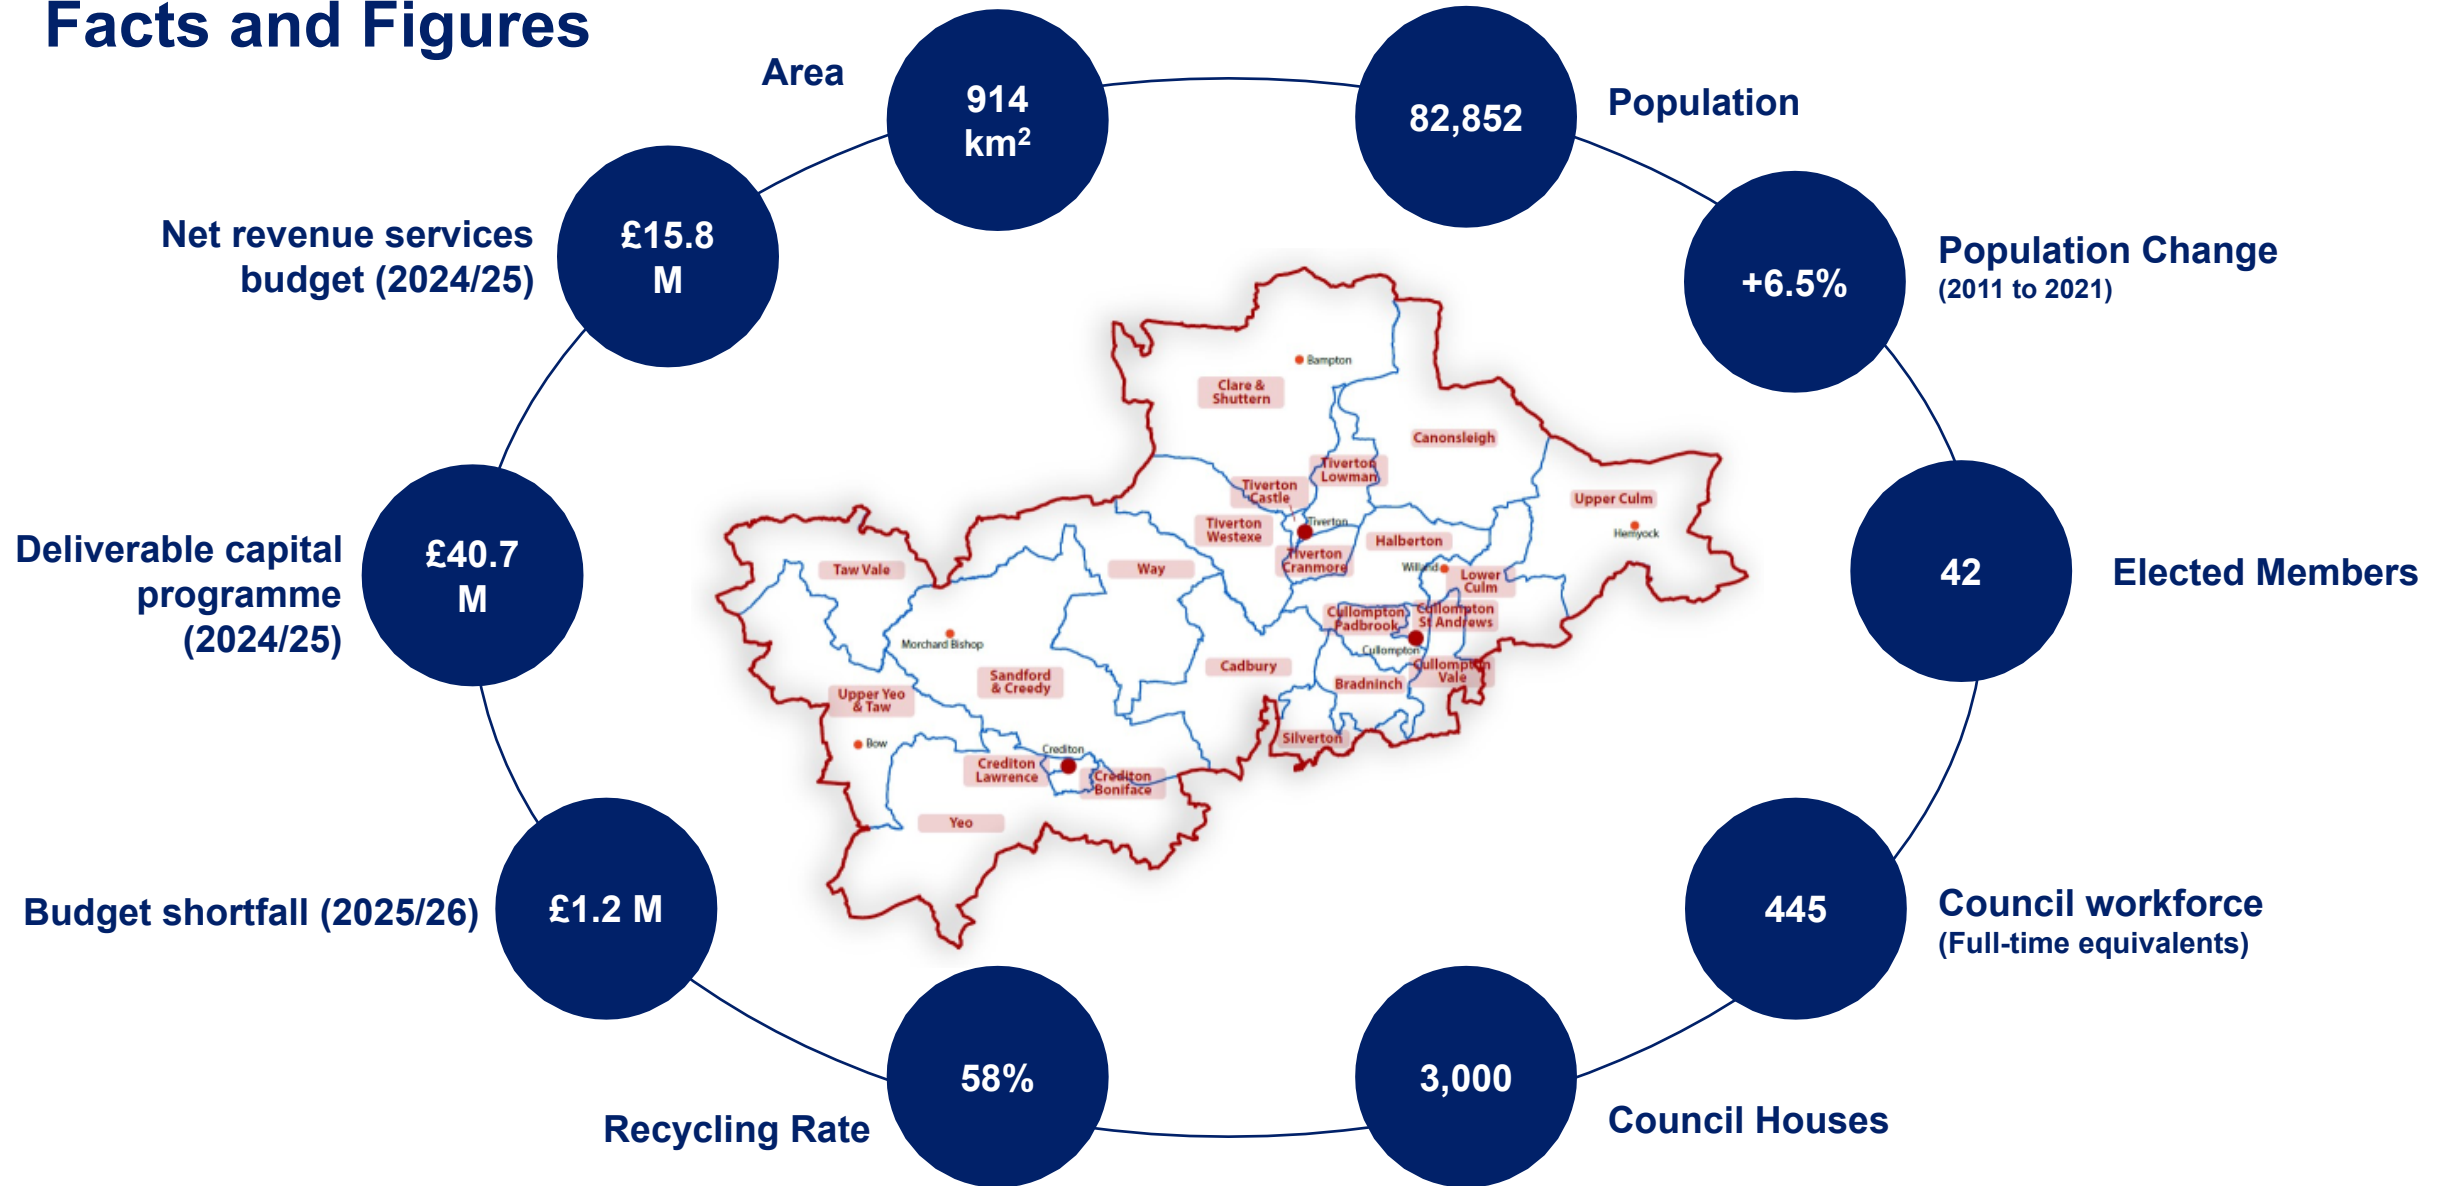 Facts and Figures
Area
914
km²
82,852
Population
Net revenue services
budget (2024/25)
£15.8
M
+6.5%
Population Change
(2011 to 2021)
Deliverable capital
programme
(2024/25)
£40.7
M
42
Elected Members
Budget shortfall (2025/26)
£1.2 M
445
Council workforce
(Full-time equivalents)
Recycling Rate
58%
3,000
Council Houses
Bampton
Clare &
Shuttern
Canonsleigh
Tiverton
Lowman
Tiverton
Castle
Upper Culm
Tiverton
Westexe
Tiverton
Hemyock
Halberton
Tiverton
Cranmore
Taw Vale
Way
Willand
Lower
Culm
Cullompton
Padbrook
Cullompton
St Andrews
Morchard Bishop
Cullompton
Cadbury
Cullompton
Vale
Sandford
& Creedy
Bradninch
Upper Yeo
& Taw
Silverton
Bow
Crediton
Crediton
Lawrence
Crediton
Boniface
Yeo